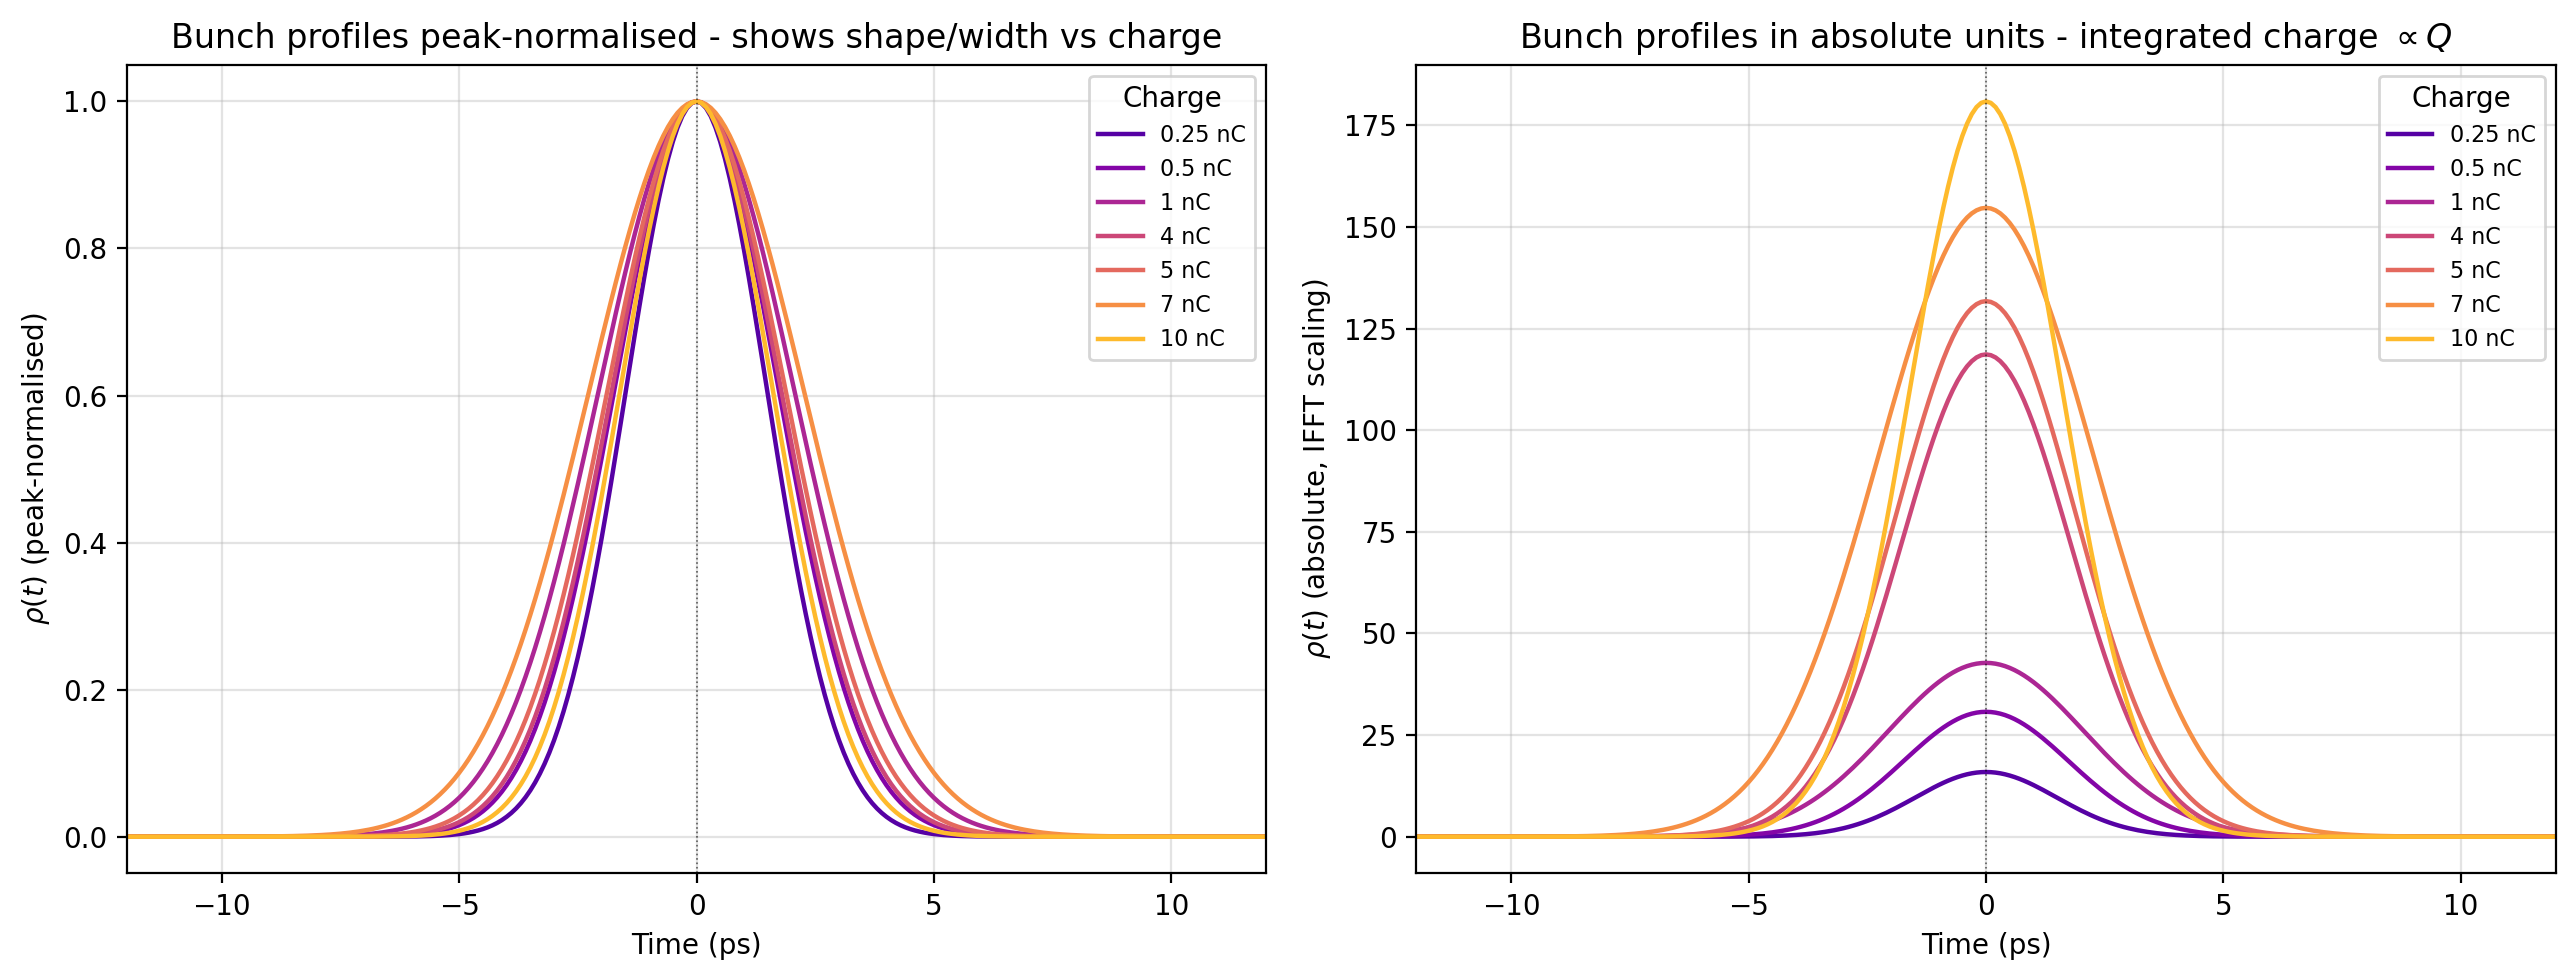 Bunch profiles peak-normalised - shows shape/width vs charge
ρ(t) (peak-normalised)
1.0
0.8
0.6
0.4
0.2
0.0
−10
−5
0
5
10
Time (ps)
Charge
0.25 nC
0.5 nC
1 nC
4 nC
5 nC
7 nC
10 nC
Bunch profiles in absolute units - integrated charge ∝ Q
ρ(t) (absolute, IFFT scaling)
175
150
125
100
75
50
25
0
−10
−5
0
5
10
Time (ps)
Charge
0.25 nC
0.5 nC
1 nC
4 nC
5 nC
7 nC
10 nC